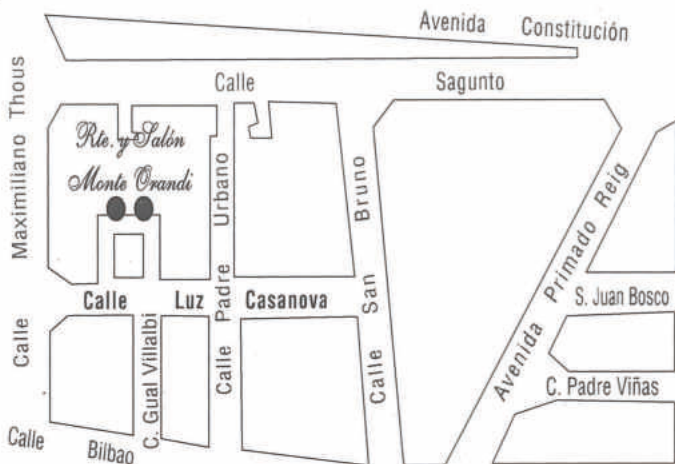 Avenida Constitución
Calle Sagunto
Calle Maximiliano Thous
Rte. y Salón
Monte Orandi
Calle Padre Urbano
Calle San Bruno
Avenida Primado Reig
Calle Luz Casanova
S. Juan Bosco
C. Gual Villalbi
C. Padre Viñas
Calle Bilbao